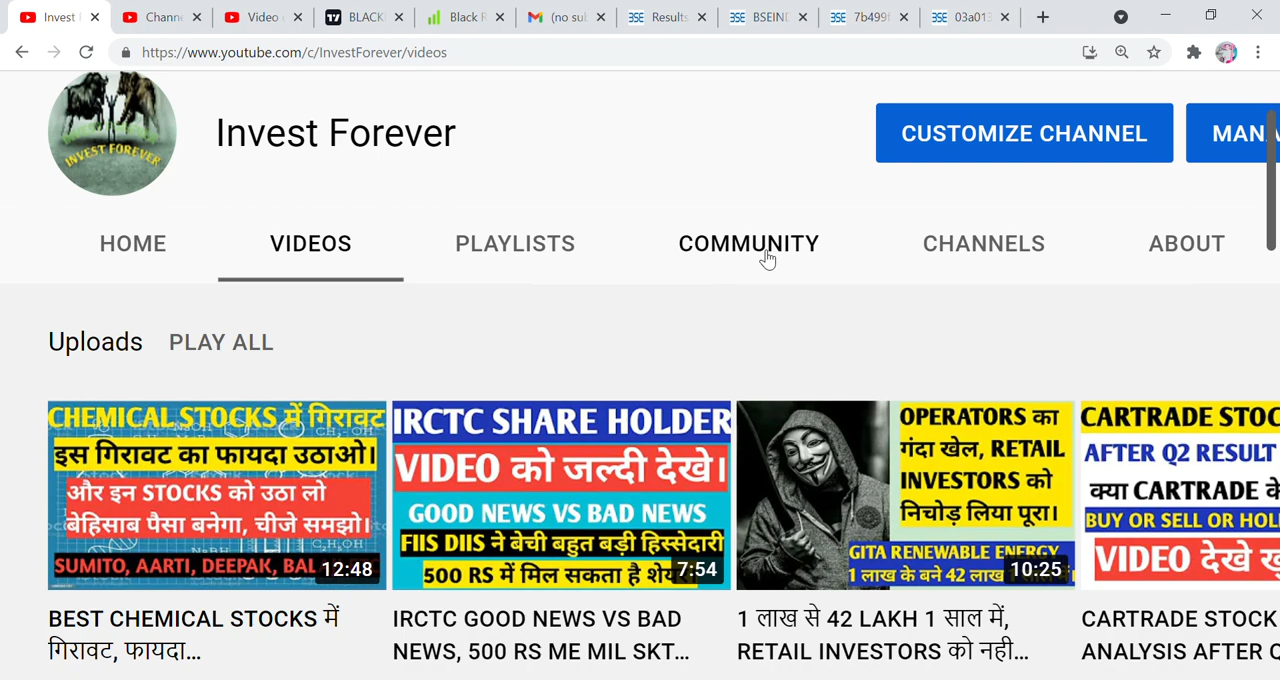 Invest
Chann
Video
BLACK
Black R
(no su
Results
BSEIND
7b499f
03a013
https://www.youtube.com/c/InvestForever/videos
INVEST FOREVER
Invest Forever
CUSTOMIZE CHANNEL
MANA
HOME
VIDEOS
PLAYLISTS
COMMUNITY
CHANNELS
ABOUT
Uploads
PLAY ALL
CHEMICAL STOCKS में गिरावट
इस गिरावट का फायदा उठाओ।
और इन STOCKS को उठा लो
बेहिसाब पैसा बनेगा, चीजे समझो।
SUMITO, AARTI, DEEPAK, BAL
12:48
IRCTC SHARE HOLDER
VIDEO को जल्दी देखे।
GOOD NEWS VS BAD NEWS
FIIS DIIS ने बेची बहुत बड़ी हिस्सेदारी
500 RS में मिल सकता है शेयर
7:54
OPERATORS का
गंदा खेल, RETAIL
INVESTORS को
निचोड़ लिया पूरा।
GITA RENEWABLE ENERGY
1 लाख के बने 42 लाख
10:25
CARTRADE STOC
AFTER Q2 RESULT
क्या CARTRADE के
BUY OR SELL OR HOL
VIDEO देखे ख
BEST CHEMICAL STOCKS में
गिरावट, फायदा...
IRCTC GOOD NEWS VS BAD
NEWS, 500 RS ME MIL SKT...
1 लाख से 42 LAKH 1 साल में,
RETAIL INVESTORS को नही...
CARTRADE STOCK
ANALYSIS AFTER Q